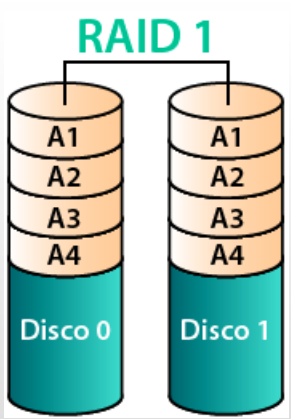 RAID 1
A1 A1
A2 A2
A3 A3
A4 A4
Disco 0 Disco 1